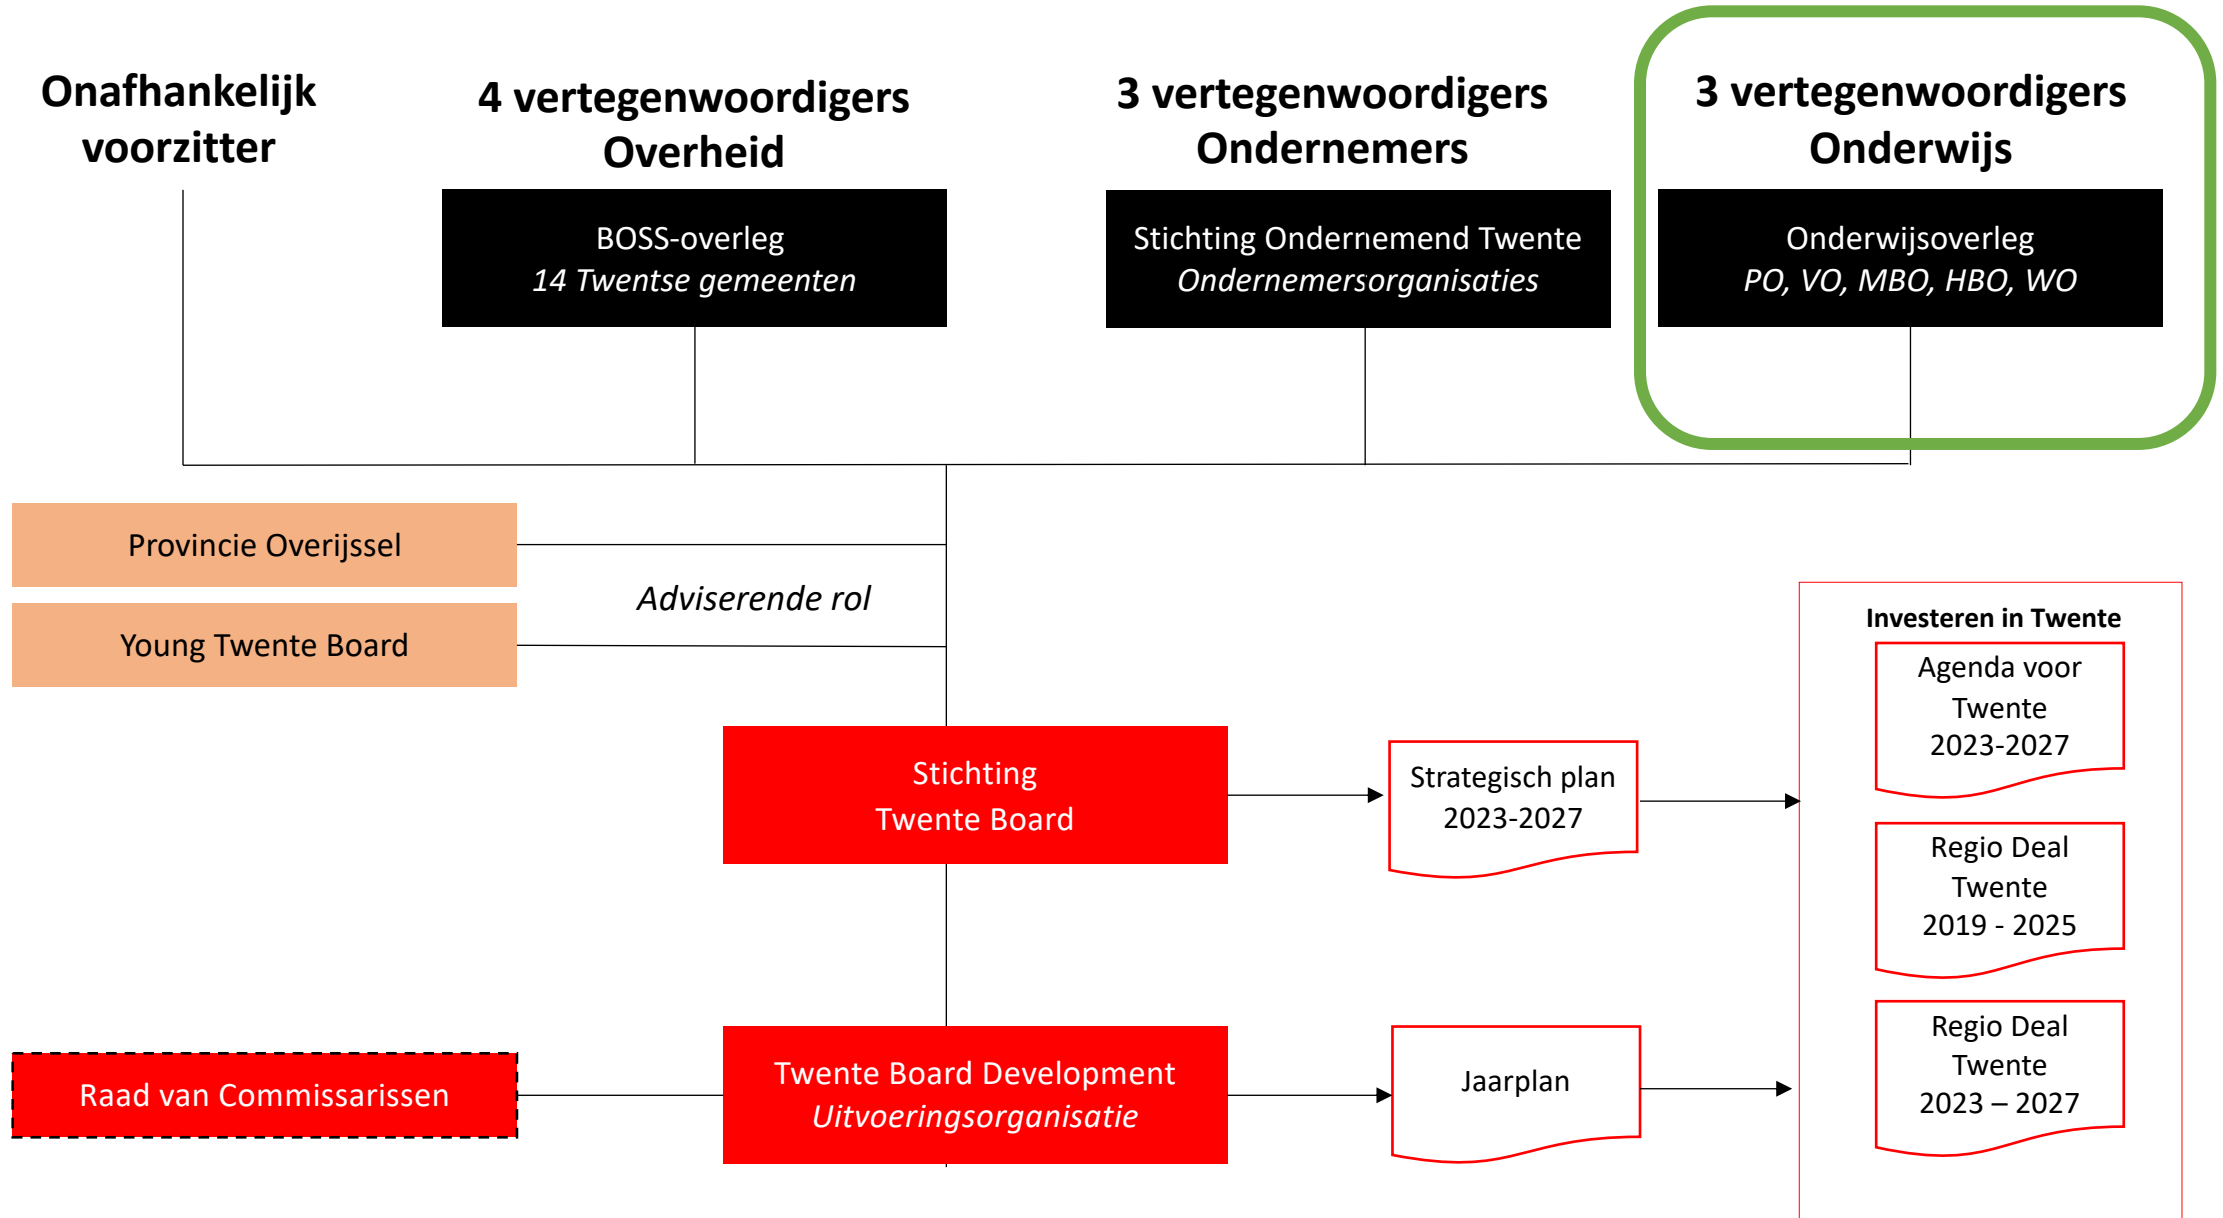 Onafhankelijk
voorzitter
4 vertegenwoordigers
Overheid
3 vertegenwoordigers
Ondernemers
3 vertegenwoordigers
Onderwijs
BOSS-overleg
14 Twentse gemeenten
Stichting Ondernemend Twente
Ondernemersorganisaties
Onderwijsoverleg
PO, VO, MBO, HBO, WO
Provincie Overijssel
Adviserende rol
Young Twente Board
Stichting
Twente Board
Strategisch plan
2023-2027
Investeren in Twente
Agenda voor
Twente
2023-2027
Regio Deal
Twente
2019 - 2025
Regio Deal
Twente
2023 – 2027
Raad van Commissarissen
Twente Board Development
Uitvoeringsorganisatie
Jaarplan